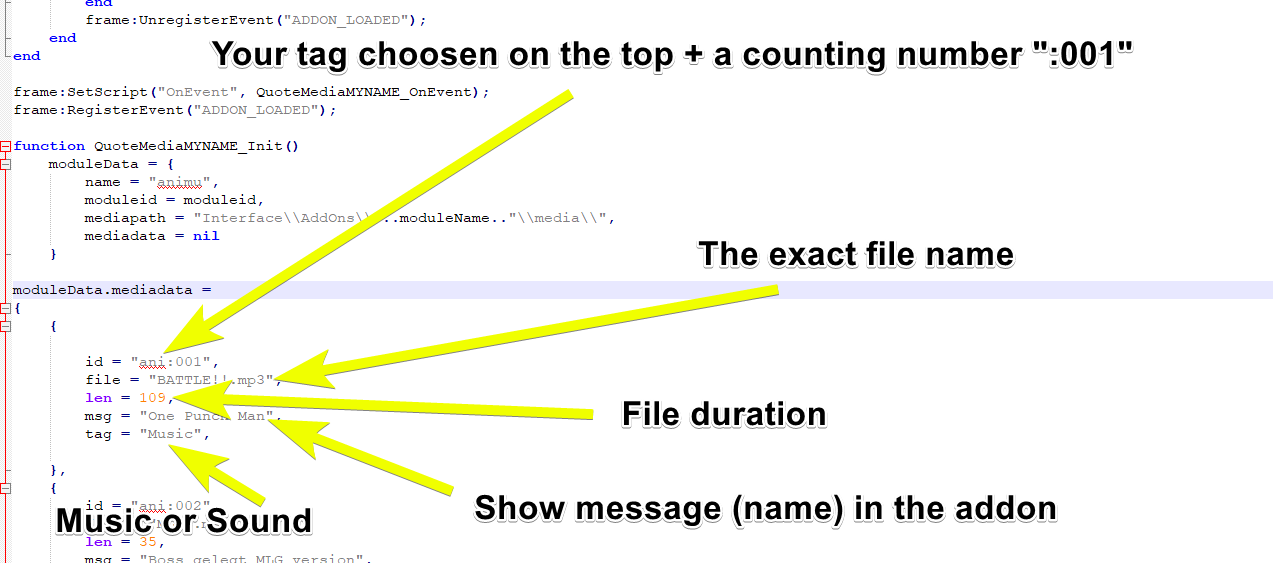 end
frame:UnregisterEvent("ADDON_LOADED");
end
end
Your tag choosen on the top + a counting number ":001"
frame:SetScript("OnEvent", QuoteMediaMYNAME_OnEvent);
frame:RegisterEvent("ADDON_LOADED");
function QuoteMediaMYNAME_Init()
moduleData = {
name = "animu",
moduleid = moduleid,
mediapath = "Interface\\AddOns\\ ..moduleName.."\\media\\",
mediadata = nil
}
The exact file name
moduleData.mediadata =
{
{
id = "ani:001",
file = "BATTLE!!.mp3",
len = 109,
msg = "One Punch Man",
tag = "Music",
File duration
},
{
Show message (name) in the addon
id = "ani:002"
Music or Sound
len = 35,
msg = "Boss gelegt MLG version",